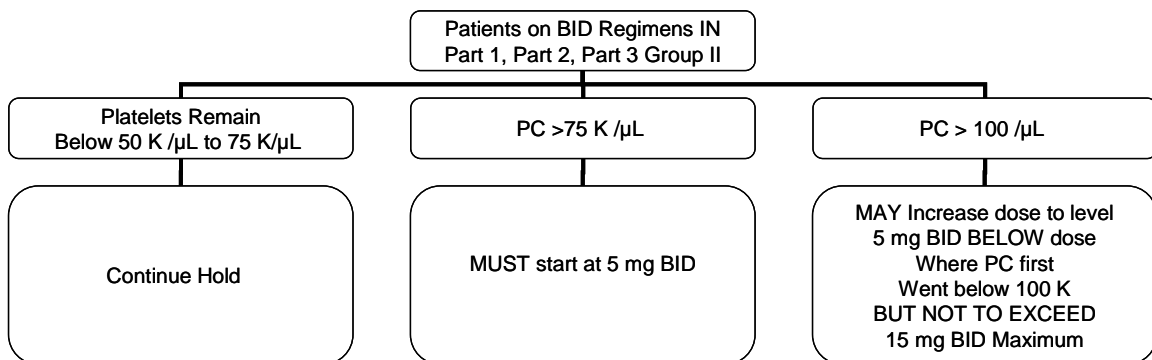 Patients on BID Regimens IN
Part 1, Part 2, Part 3 Group II
Platelets Remain
Below 50 K /µL to 75 K/µL
PC >75 K /µL
PC > 100 /µL
Continue Hold
MUST start at 5 mg BID
MAY Increase dose to level
5 mg BID BELOW dose
Where PC first
Went below 100 K
BUT NOT TO EXCEED
15 mg BID Maximum